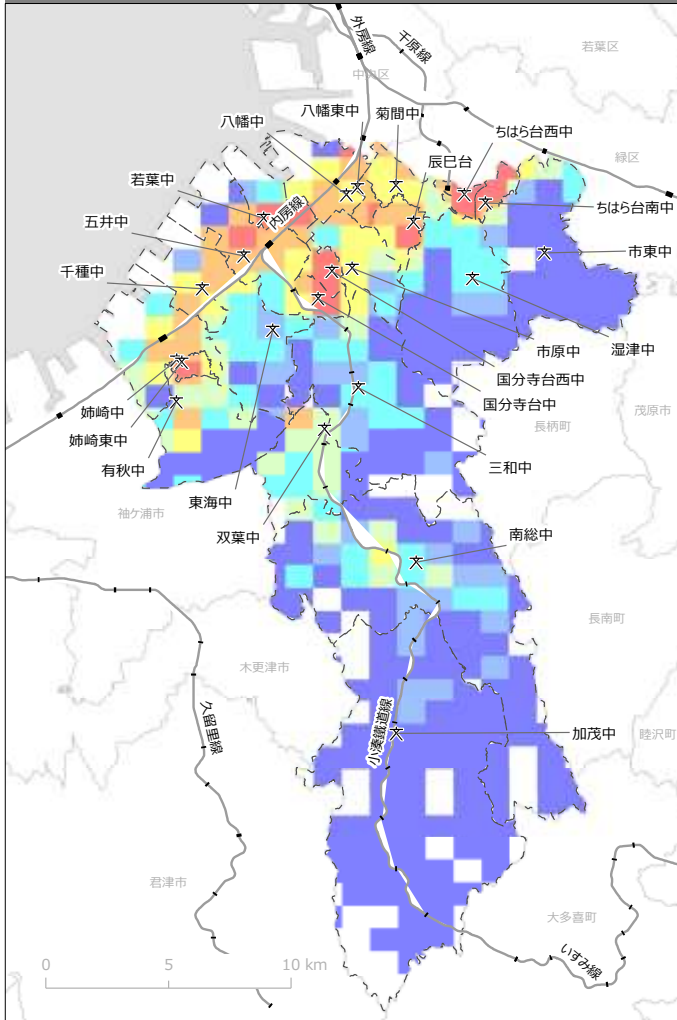 外房線
千原線
若葉区
中央区
八幡東中
菊間中
八幡中
ちはら台西中
辰巳台
緑区
若葉中
ちはら台南中
内房線
五井中
市東中
千種中
市原中
湿津中
国分寺台西中
国分寺台中
姉崎中
茂原市
長柄町
姉崎東中
有秋中
三和中
東海中
袖ケ浦市
双葉中
南総中
長南町
木更津市
久留里線
小湊鐵道線
加茂中
睦沢町
君津市
大多喜町
いすみ線
0 5 10 km